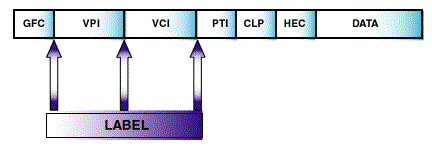 GFC VPI VCI PTI CLP HEC DATA
LABEL